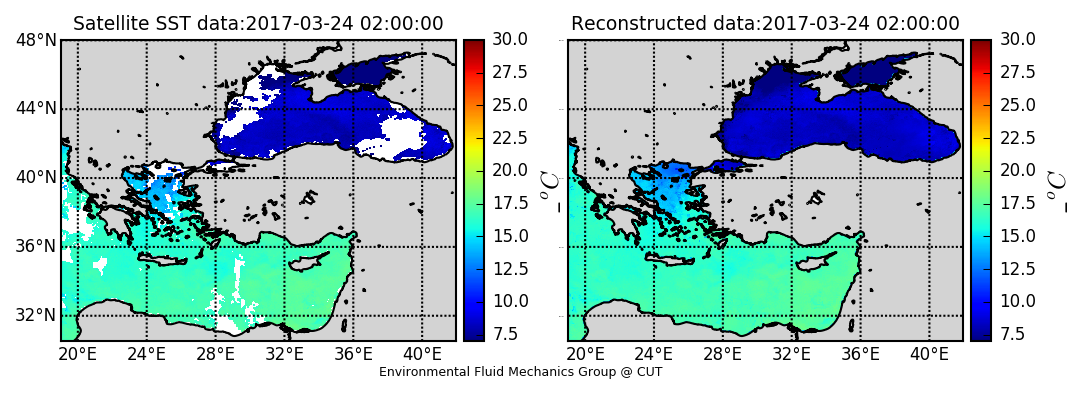 Satellite SST data:2017-03-24 02:00:00
48°N
44°N
40°N
36°N
32°N
20°E 24°E 28°E 32°E 36°E 40°E
30.0
27.5
25.0
22.5
20.0
17.5
15.0
12.5
10.0
7.5
_°C
Reconstructed data:2017-03-24 02:00:00
20°E 24°E 28°E 32°E 36°E 40°E
30.0
27.5
25.0
22.5
20.0
17.5
15.0
12.5
10.0
7.5
_°C
Environmental Fluid Mechanics Group @ CUT